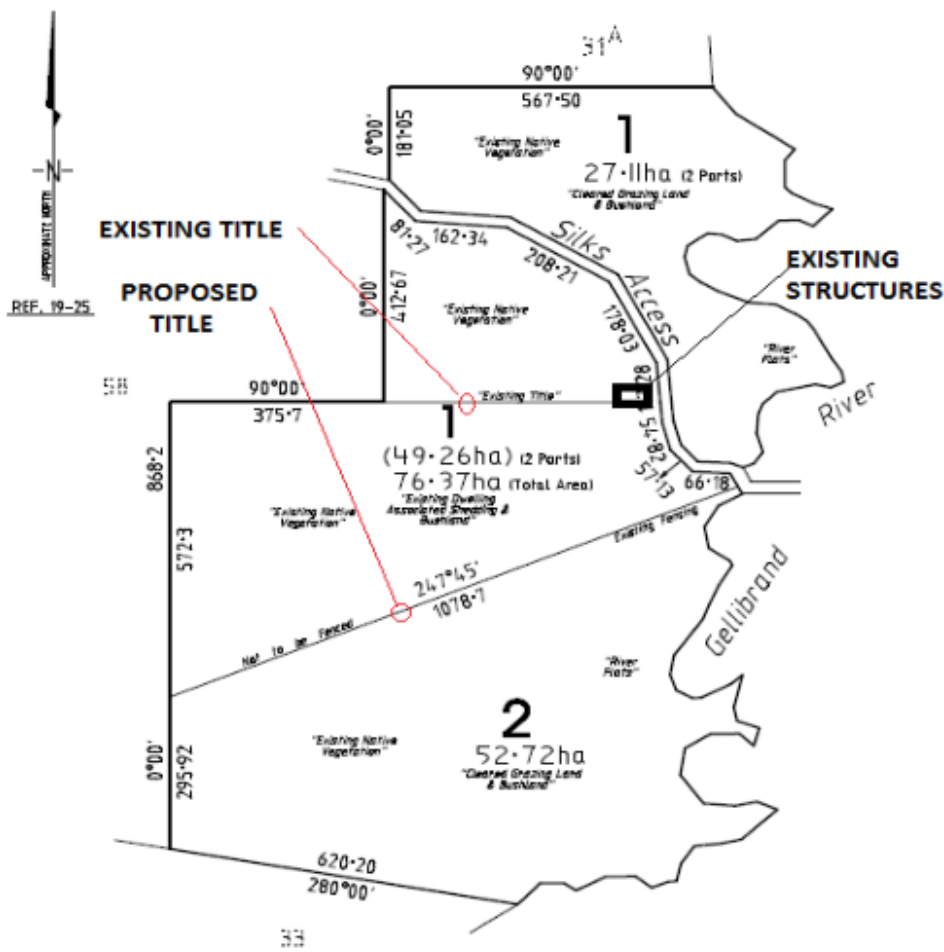 31A
90°00'
567·50
0°00'
181·05
"Existing Native
Vegetation"
1
27·11ha (2 Parts)
"Cleared Grazing Land
& Bushland"
N
APPROXIMATE NORTH
REF. 19-25
EXISTING TITLE
PROPOSED
TITLE
81·27
162·34
208·21
178·03
Silks Access
EXISTING
STRUCTURES
0°00'
412·67
"Existing Native
Vegetation"
"River
Flats"
River
58
90°00'
375·7
"Existing Title"
54·82
57·13
66·18
1
(49·26ha) (2 Parts)
76·37ha (Total Area)
"Existing Dwelling
Associated Shedding &
Bushland"
"Existing Native
Vegetation"
868·2
572·3
Existing Fencing
247°45'
1078·7
Not to be Fenced
Gellibrand
"River
Flats"
2
52·72ha
"Cleared Grazing Land
& Bushland"
"Existing Native
Vegetation"
0°00'
295·92
620·20
280°00'
33